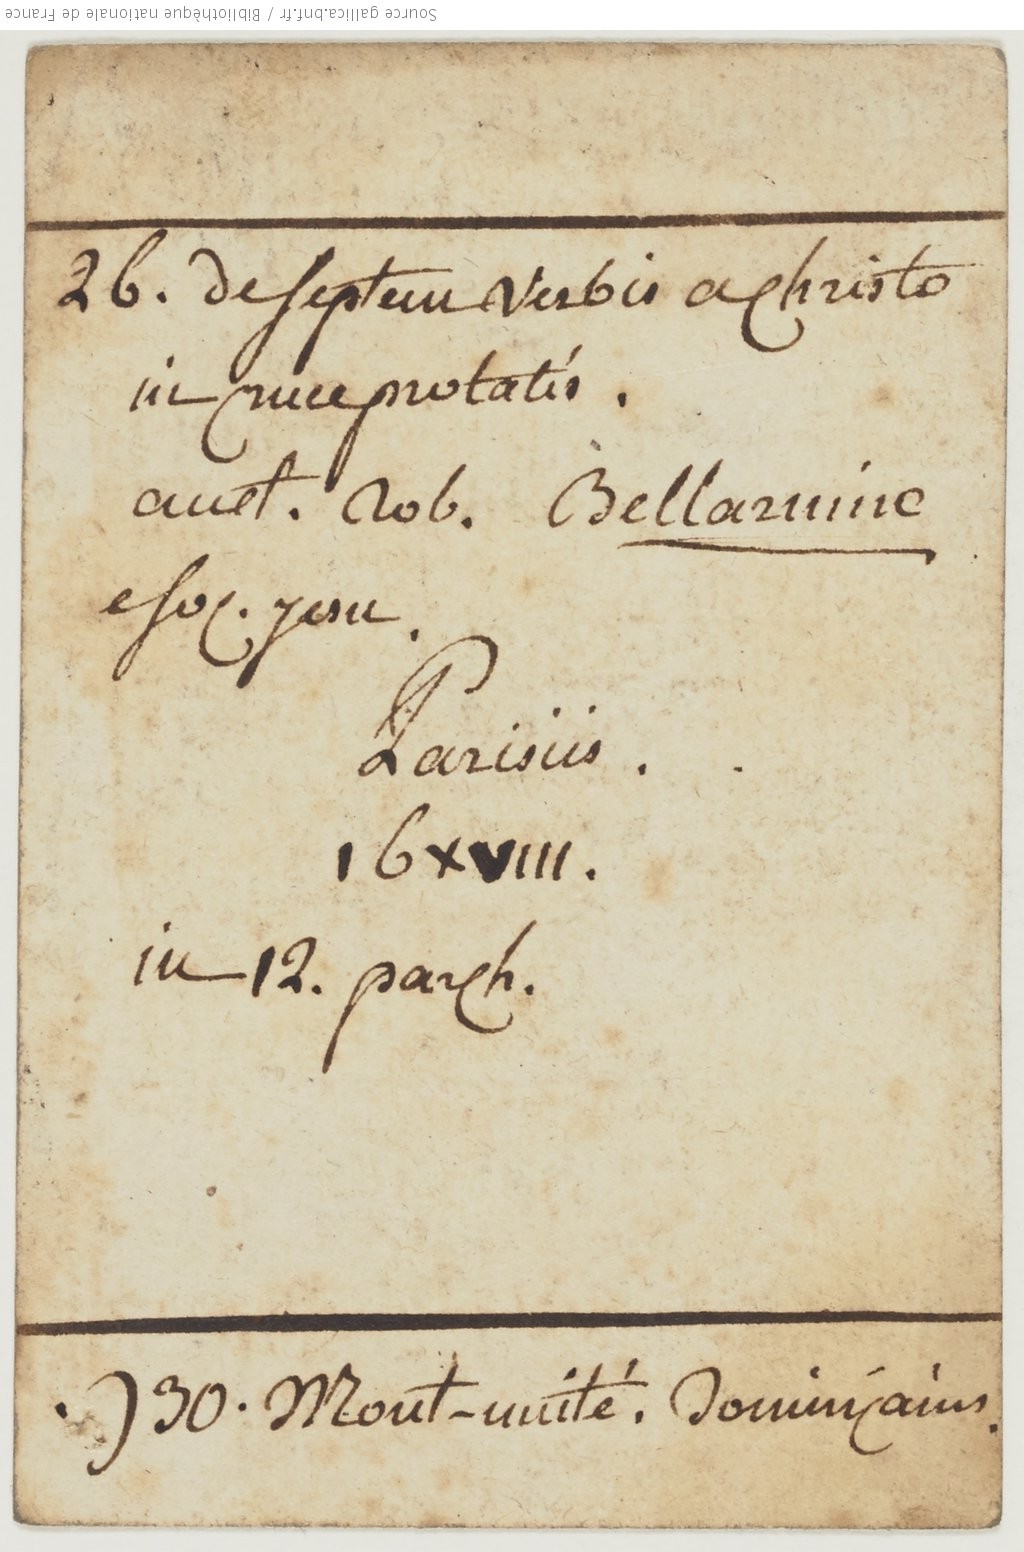 Source gallica.bnf.fr / Bibliothèque nationale de France
26. de septem verbis a christo
in cruce prolatis.
auct. Rob. Bellarmine
e soc. jesu.
Parisiis.
16XVIII.
in 12. parch.
)30. Mont-unité. Dominicains.